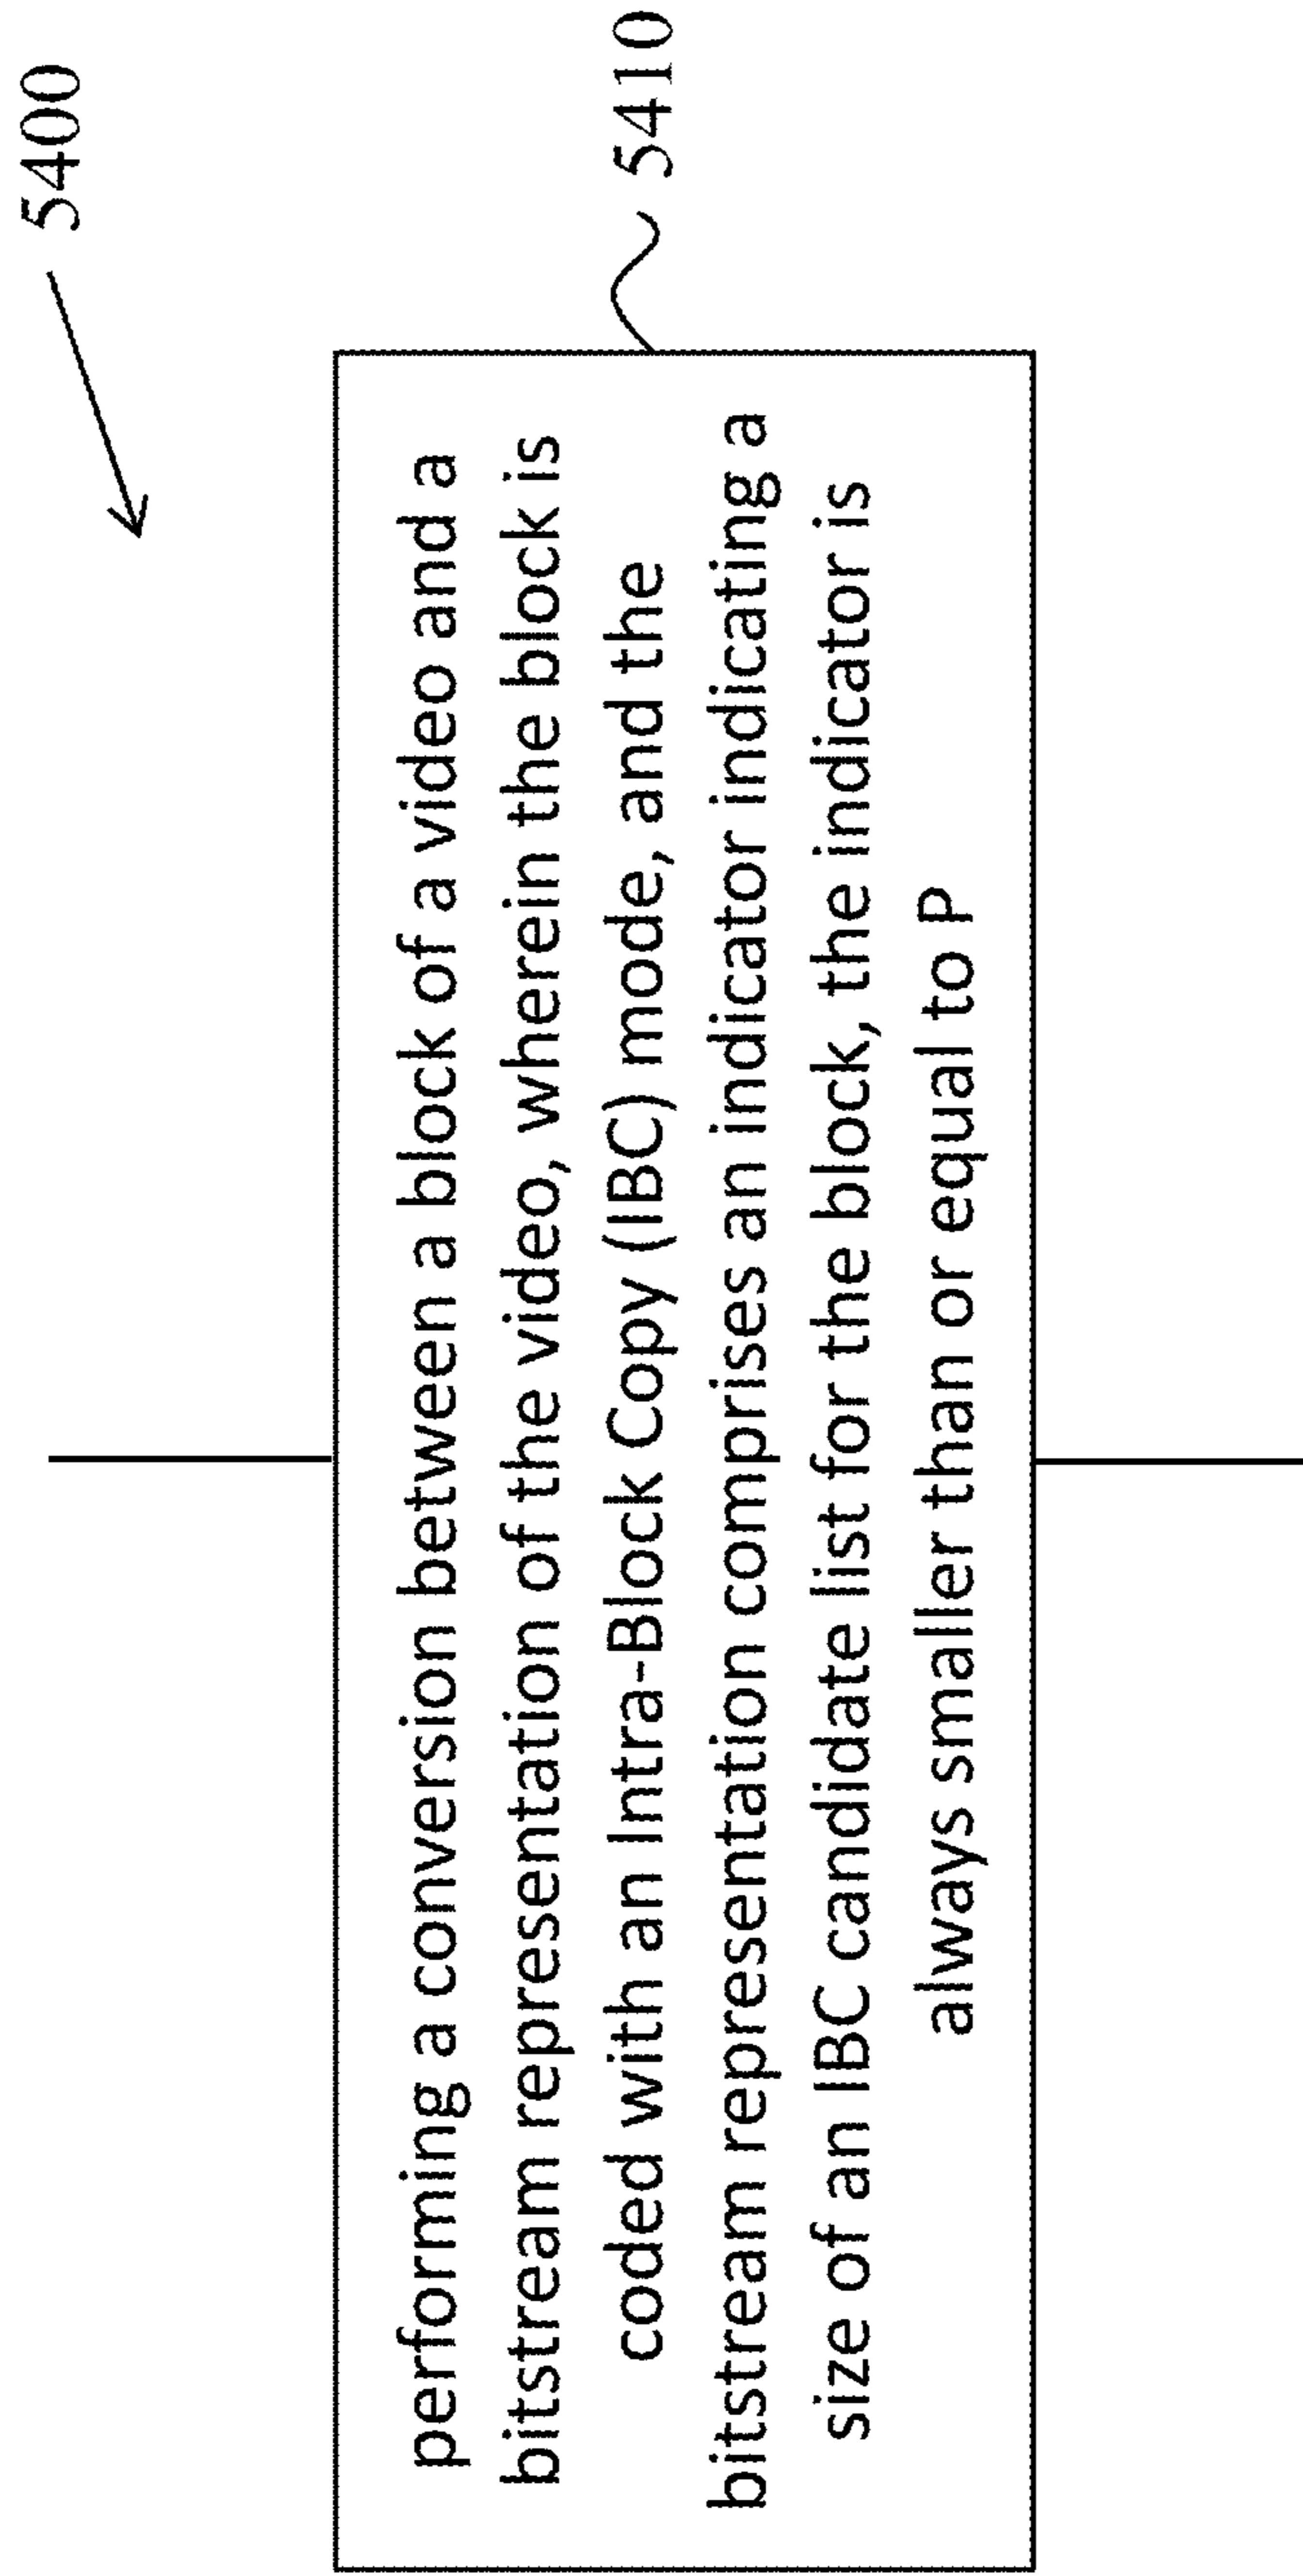 5400
performing a conversion between a block of a video and a
bitstream representation of the video, wherein the block is
coded with an Intra-Block Copy (IBC) mode, and the
bitstream representation comprises an indicator indicating a
size of an IBC candidate list for the block, the indicator is
always smaller than or equal to P
5410